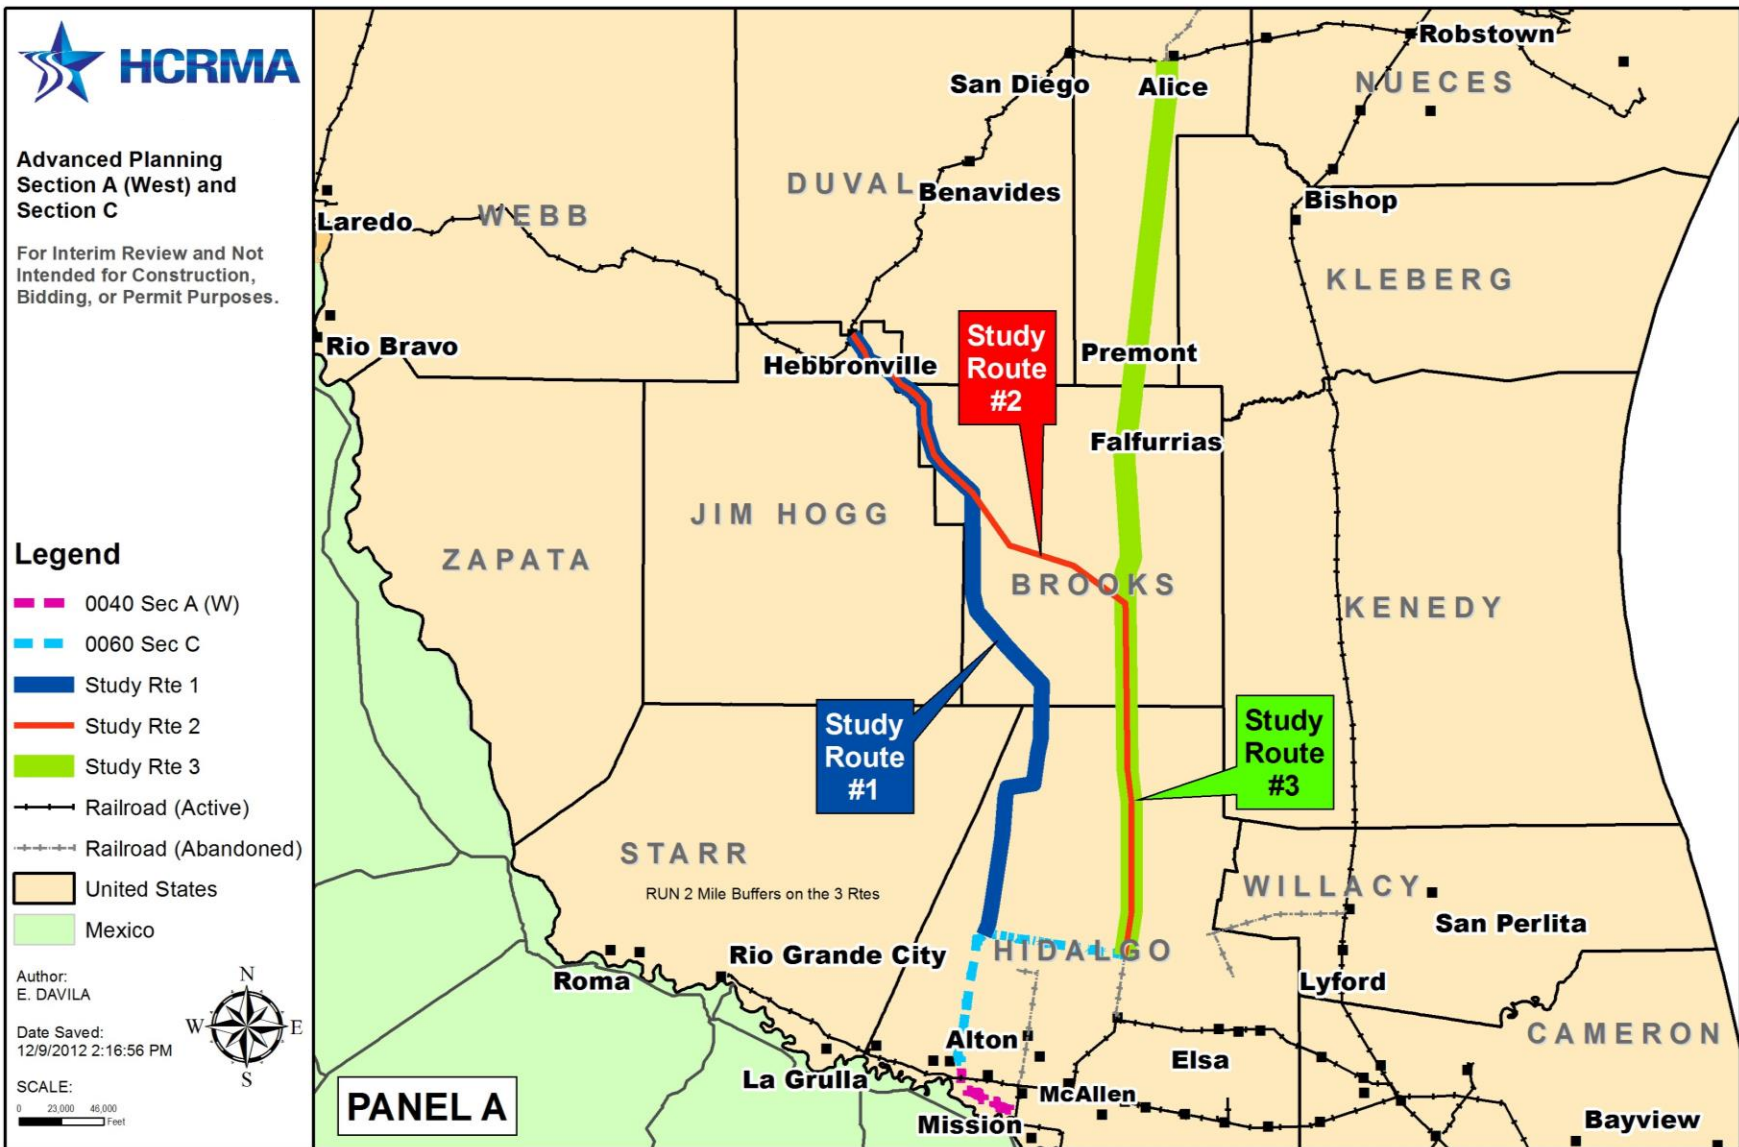 HCRMA
Advanced Planning
Section A (West) and
Section C
For Interim Review and Not
Intended for Construction,
Bidding, or Permit Purposes.
Legend
0040 Sec A (W)
0060 Sec C
Study Rte 1
Study Rte 2
Study Rte 3
Railroad (Active)
Railroad (Abandoned)
United States
Mexico
Author:
E. DAVILA
Date Saved:
12/9/2012 2:16:56 PM
SCALE:
0 23,000 46,000
Feet
N
W E
S
Robstown
San Diego
Alice
NUECES
DUVAL
Benavides
Bishop
WEBB
Laredo
KLEBERG
Rio Bravo
Hebbronville
Study
Route
#2
Premont
Falfurrias
JIM HOGG
ZAPATA
BROOKS
KENEDY
Study
Route
#1
Study
Route
#3
STARR
RUN 2 Mile Buffers on the 3 Rtes
WILLACY
San Perlita
HIDALGO
Rio Grande City
Roma
Lyford
CAMERON
Alton
Elsa
La Grulla
McAllen
Mission
Bayview
PANEL A